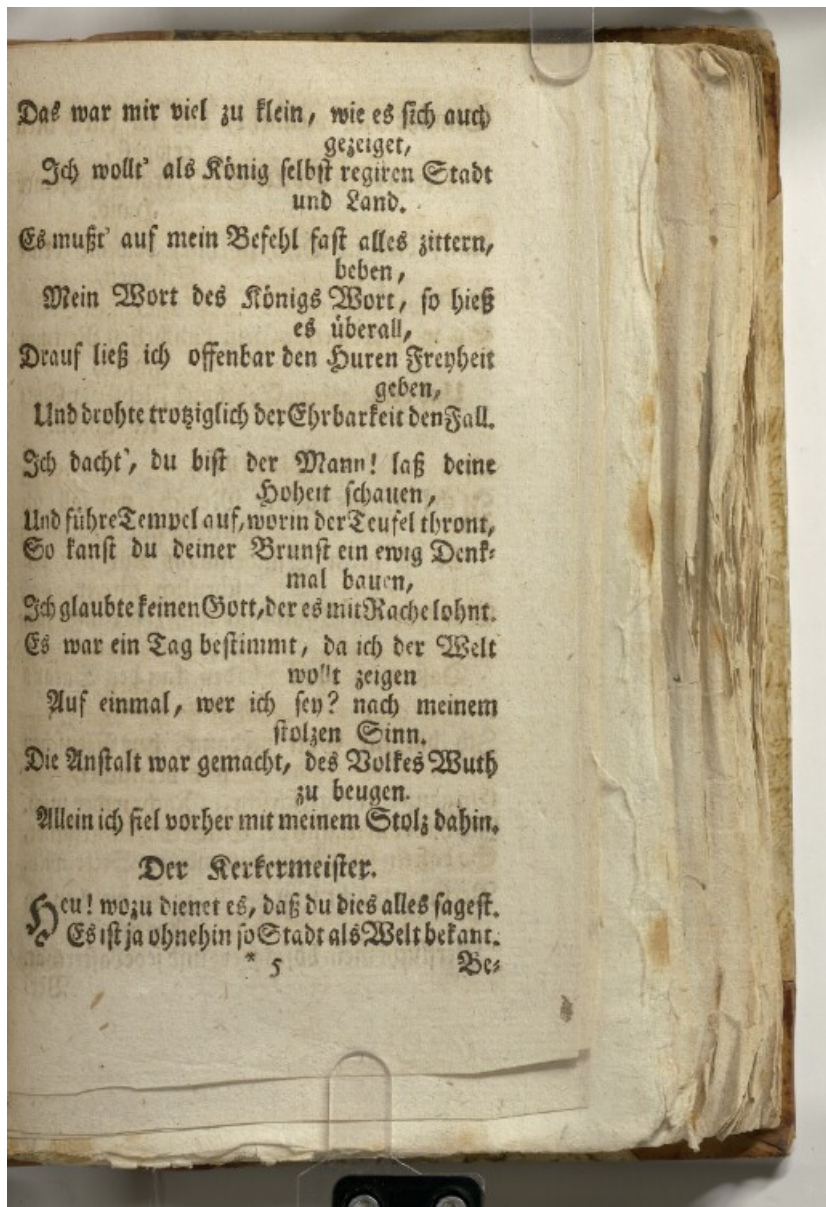 Das war mir viel zu klein, wie es sich auch
gezeiget,
Ich wollt' als König selbst regiren Stadt
und Land.
Es mußt' auf mein Befehl fast alles zittern,
beben,
Mein Wort des Königs Wort, so hieß
es überall,
Drauf ließ ich offenbar den Huren Freyheit
geben,
Und drohte trotziglich der Ehrbarkeit den Fall.
Ich dacht', du bist der Mann! laß deine
Hoheit schauen,
Und führe Tempel auf, worin der Teufel thront,
So kanst du deiner Brunst ein ewig Denk-
mal bauen,
Ich glaubte keinen Gott, der es mit Rache lohnt.
Es war ein Tag bestimmt, da ich der Welt
wollt zeigen
Auf einmal, wer ich sey? nach meinem
stolzen Sinn.
Die Anstalt war gemacht, des Volkes Wuth
zu beugen.
Allein ich fiel vorher mit meinem Stolz dahin.
Der Kerkermeister.
Heu! wozu dienet es, daß du dies alles sagest.
Es ist ja ohnehin so Stadt als Welt bekant.
* 5 Be-